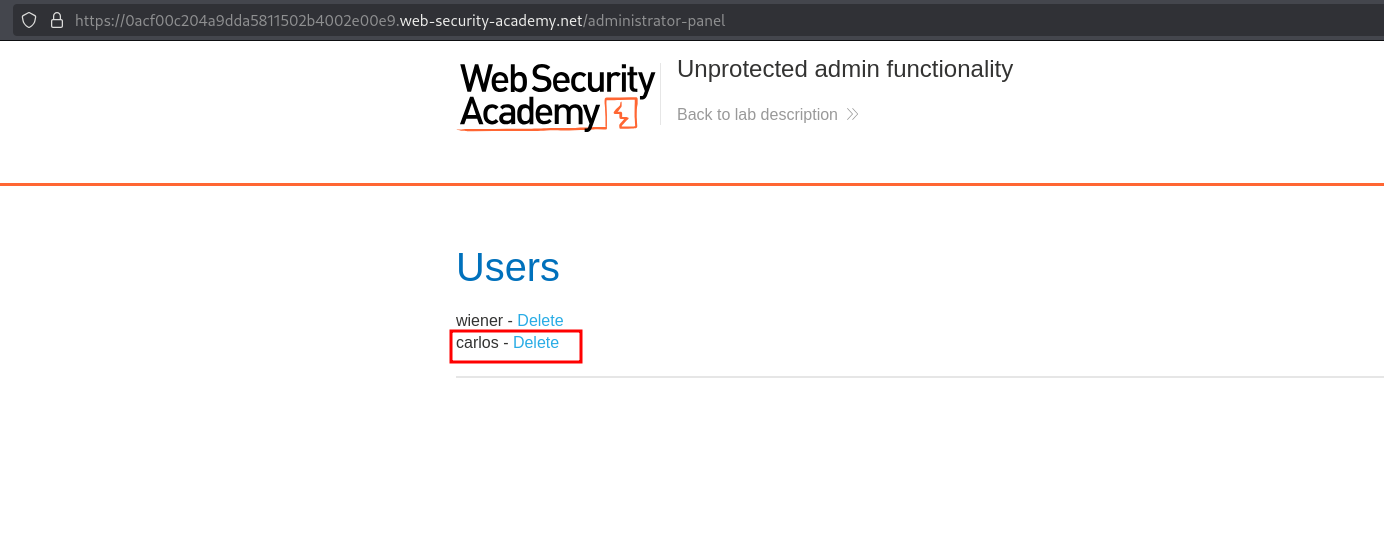 https://0acf00c204a9dda5811502b4002e00e9.web-security-academy.net/administrator-panel
Web Security
Academy
Unprotected admin functionality
Back to lab description
Users
wiener - Delete
carlos - Delete